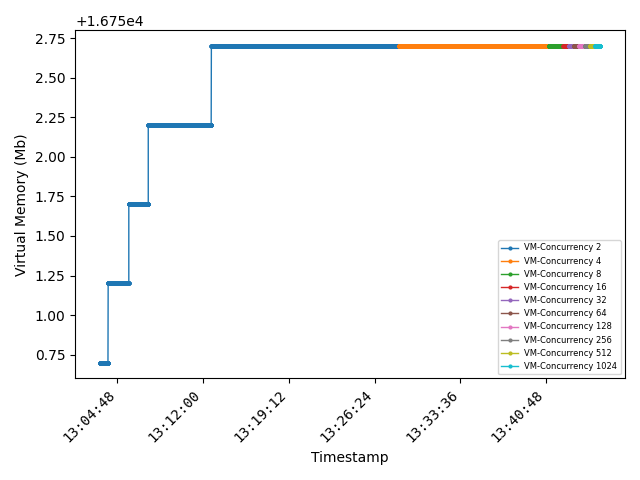 +1.675e4
2.75
2.50
2.25
2.00
1.75
1.50
1.25
1.00
0.75
Virtual Memory (Mb)
VM-Concurrency 2
VM-Concurrency 4
VM-Concurrency 8
VM-Concurrency 16
VM-Concurrency 32
VM-Concurrency 64
VM-Concurrency 128
VM-Concurrency 256
VM-Concurrency 512
VM-Concurrency 1024
13:04:48
13:12:00
13:19:12
13:26:24
13:33:36
13:40:48
Timestamp